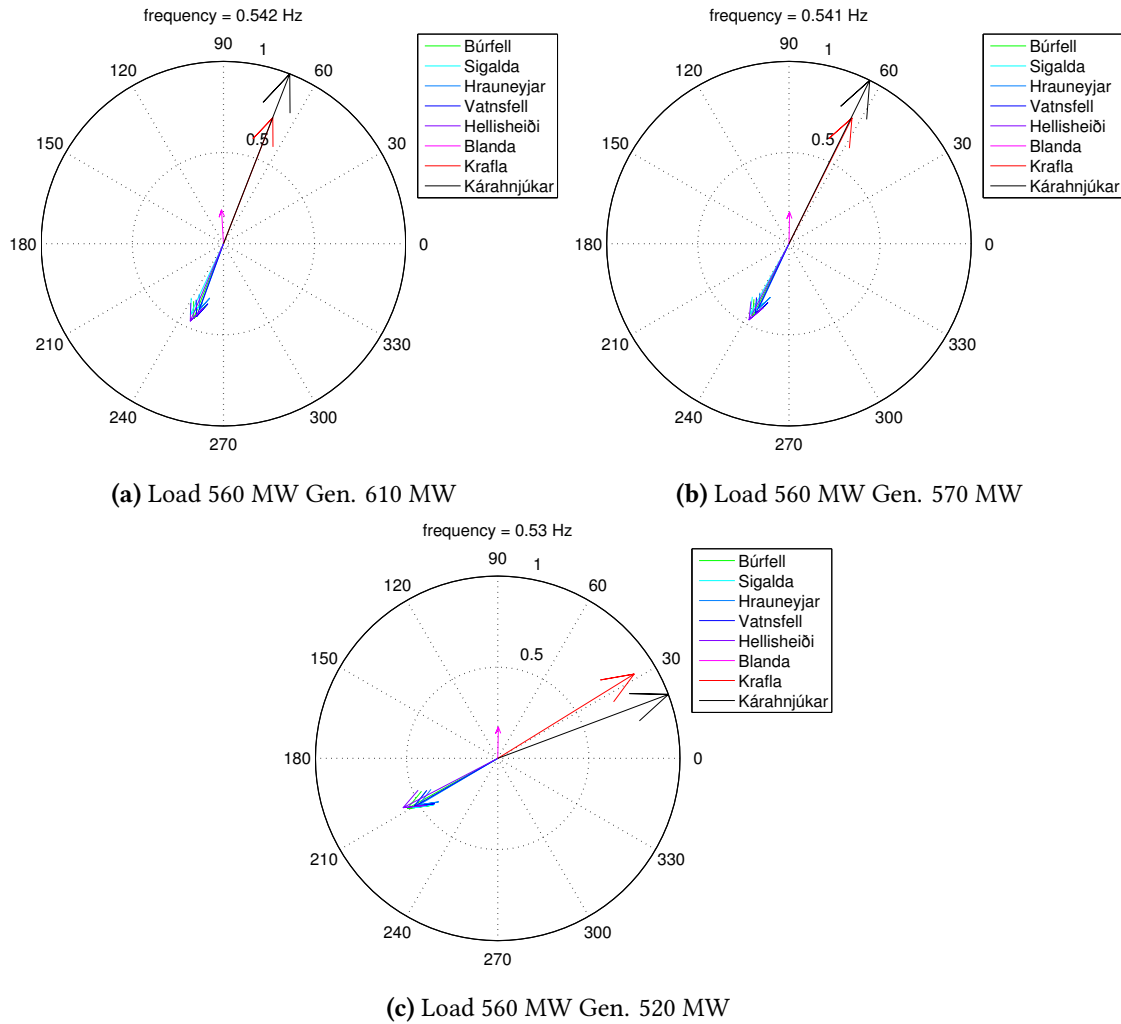 frequency = 0.542 Hz
90
1
120
60
150
0.5
30
180
0
210
330
240
300
270
Búrfell
Sigalda
Hrauneyjar
Vatnsfell
Hellisheiði
Blanda
Krafla
Kárahnjúkar
(a) Load 560 MW Gen. 610 MW
frequency = 0.541 Hz
90
1
120
60
150
0.5
30
180
0
210
330
240
300
270
Búrfell
Sigalda
Hrauneyjar
Vatnsfell
Hellisheiði
Blanda
Krafla
Kárahnjúkar
(b) Load 560 MW Gen. 570 MW
frequency = 0.53 Hz
90
1
120
60
150
0.5
30
180
0
210
330
240
300
270
Búrfell
Sigalda
Hrauneyjar
Vatnsfell
Hellisheiði
Blanda
Krafla
Kárahnjúkar
(c) Load 560 MW Gen. 520 MW